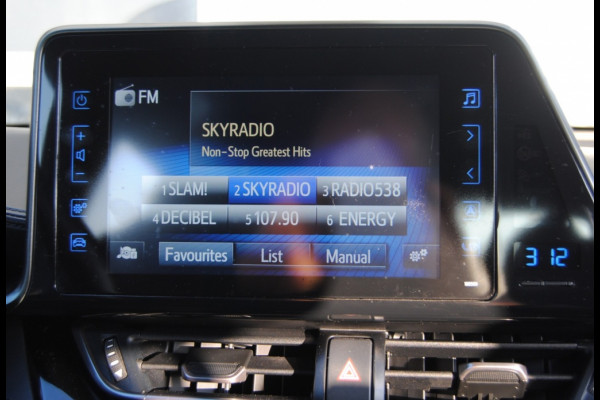 FM
SKYRADIO
Non-Stop Greatest Hits
1 SLAM! 2 SKYRADIO 3 RADIO538
4 DECIBEL 5 107.90 6 ENERGY
Favourites List Manual
3 12